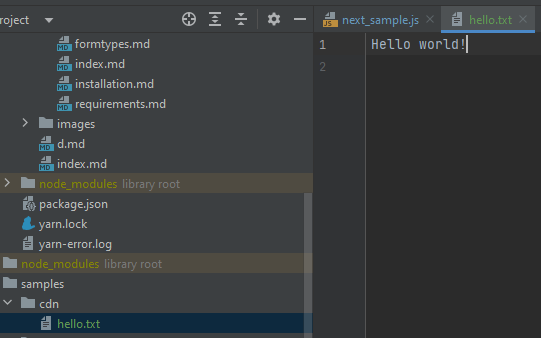 roject
next_sample.js
hello.txt
formtypes.md
index.md
installation.md
requirements.md
images
d.md
index.md
node_modules library root
package.json
yarn.lock
yarn-error.log
node_modules library root
samples
cdn
hello.txt
1 Hello world!
2